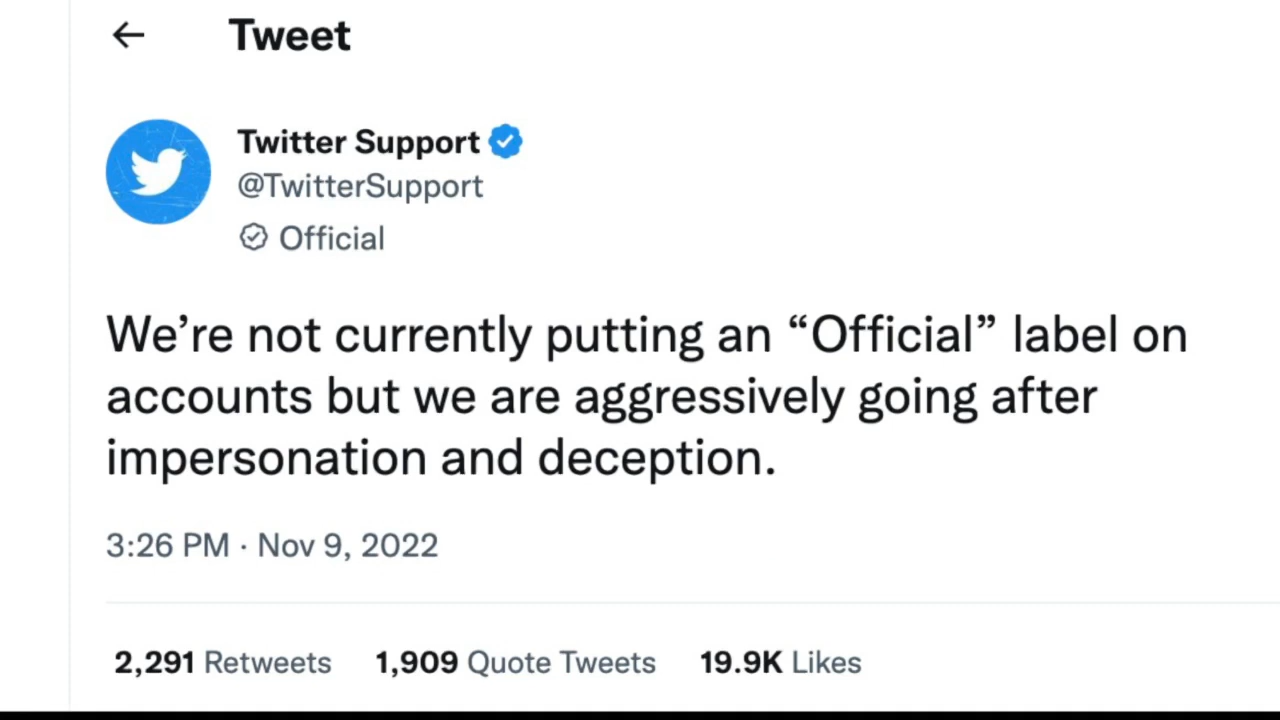 Tweet
Twitter Support
@TwitterSupport
Official
We’re not currently putting an “Official” label on
accounts but we are aggressively going after
impersonation and deception.
3:26 PM · Nov 9, 2022
2,291 Retweets 1,909 Quote Tweets 19.9K Likes